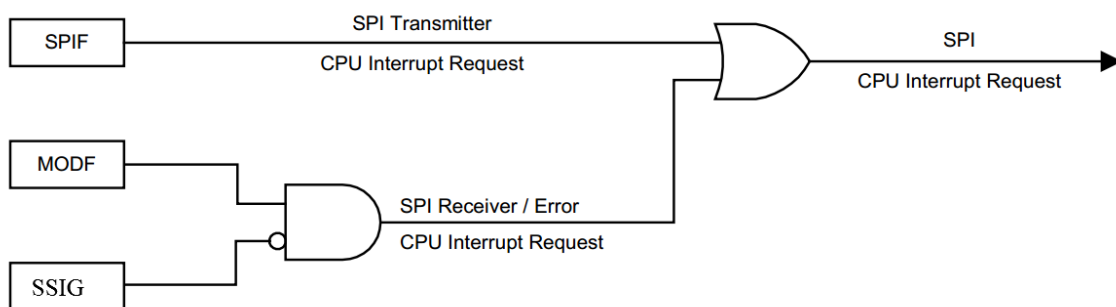 SPIF
SPI Transmitter
CPU Interrupt Request
SPI
CPU Interrupt Request
MODF
SPI Receiver / Error
CPU Interrupt Request
SSIG